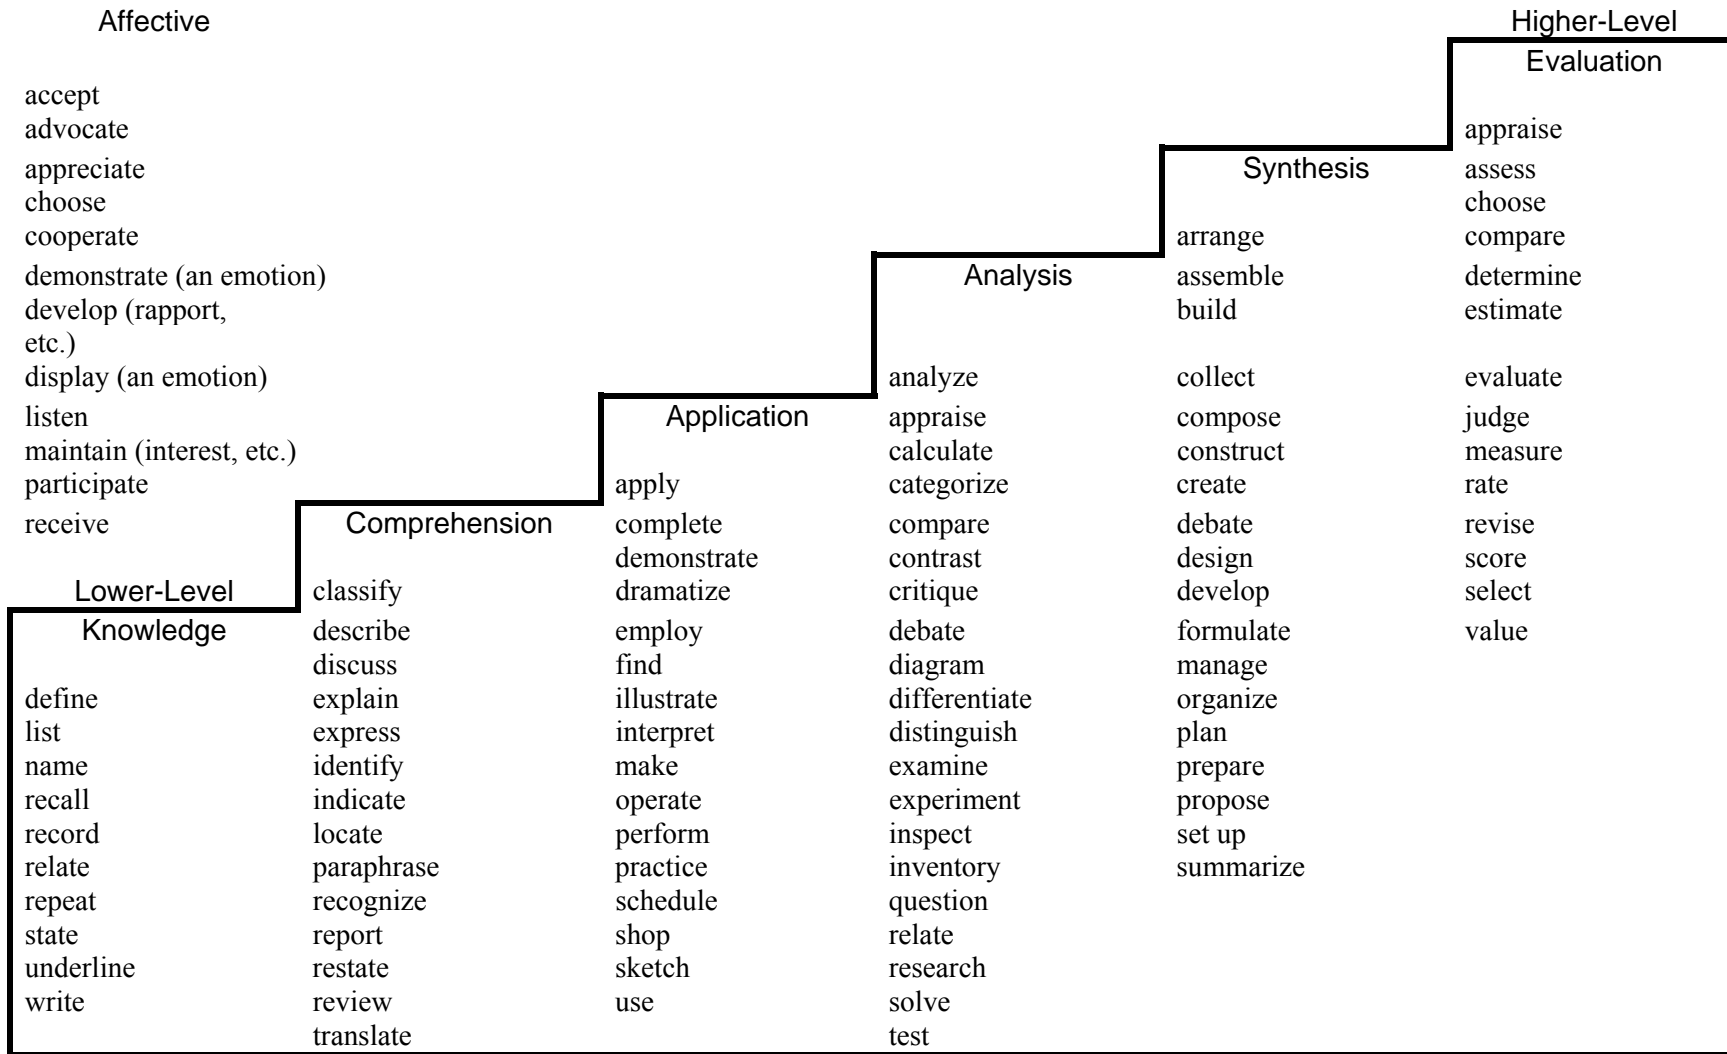 Affective
accept
advocate
appreciate
choose
cooperate
demonstrate (an emotion)
develop (rapport,
etc.)
display (an emotion)
listen
maintain (interest, etc.)
participate
receive
Lower-Level
Knowledge
define
list
name
recall
record
relate
repeat
state
underline
write
Comprehension
classify
describe
discuss
explain
express
identify
indicate
locate
paraphrase
recognize
report
restate
review
translate
Application
apply
complete
demonstrate
dramatize
employ
find
illustrate
interpret
make
operate
perform
practice
schedule
shop
sketch
use
Analysis
analyze
appraise
calculate
categorize
compare
contrast
critique
debate
diagram
differentiate
distinguish
examine
experiment
inspect
inventory
question
relate
research
solve
test
Synthesis
arrange
assemble
build
collect
compose
construct
create
debate
design
develop
formulate
manage
organize
plan
prepare
propose
set up
summarize
Higher-Level
Evaluation
appraise
assess
choose
compare
determine
estimate
evaluate
judge
measure
rate
revise
score
select
value